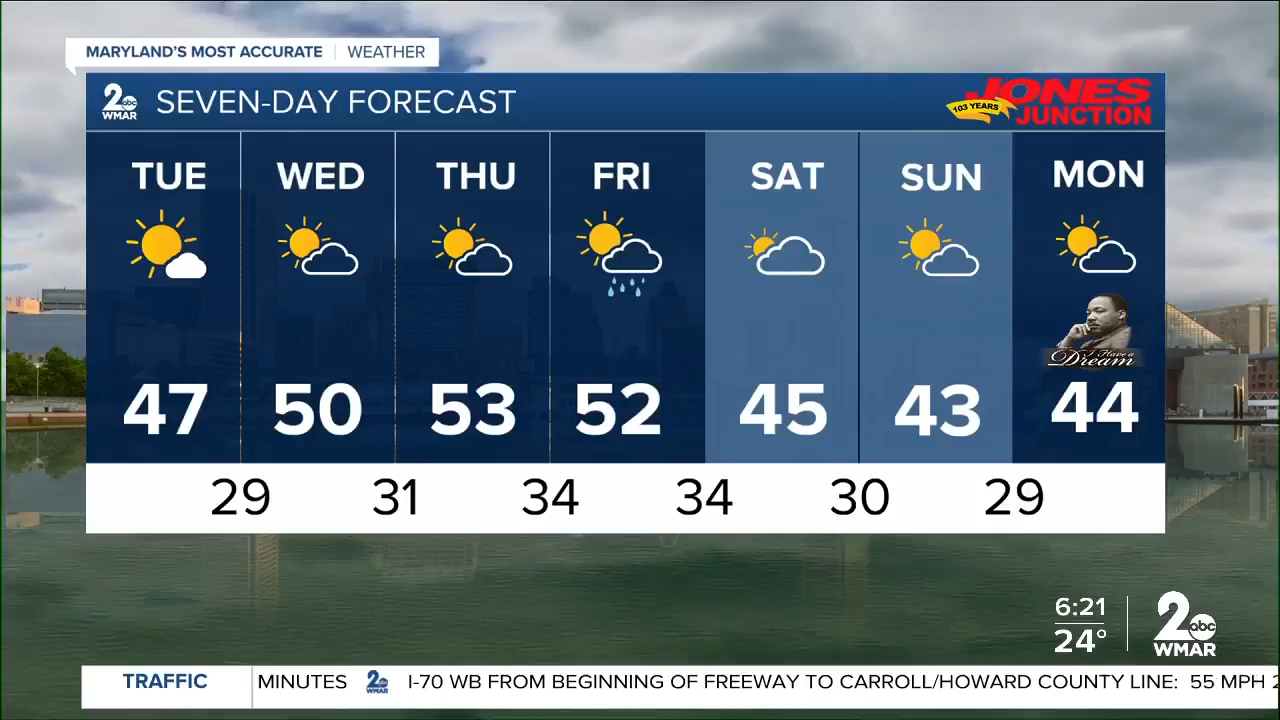 MARYLAND'S MOST ACCURATE | WEATHER
2 abc WMAR
SEVEN-DAY FORECAST
103 YEARS
JONES
JUNCTION
TUE WED THU FRI SAT SUN MON
I Have a
Dream
47 50 53 52 45 43 44
29 31 34 34 30 29
6:21
24°
2 abc
WMAR
TRAFFIC MINUTES 2 abc WMAR I-70 WB FROM BEGINNING OF FREEWAY TO CARROLL/HOWARD COUNTY LINE: 55 MPH